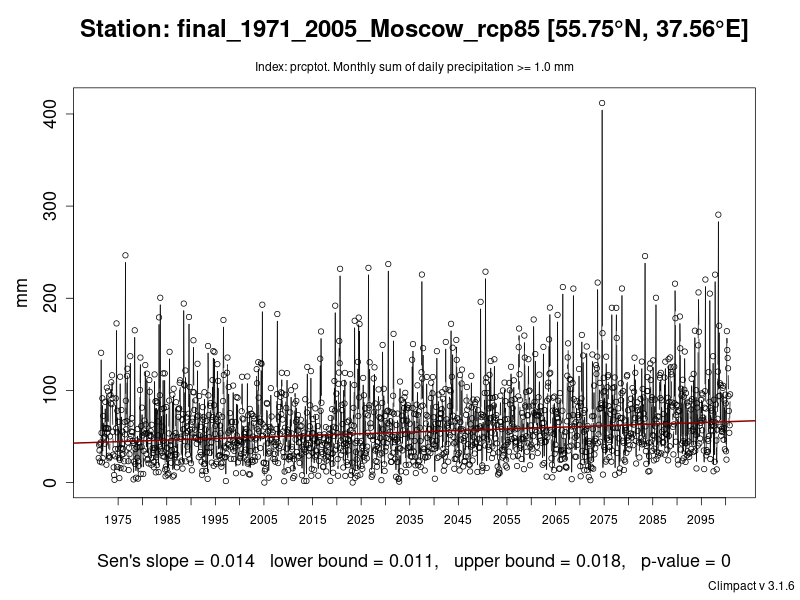 Station: final_1971_2005_Moscow_rcp85 [55.75°N, 37.56°E]
Index: prcptot. Monthly sum of daily precipitation >= 1.0 mm
400
300
200
100
0
mm
1975 1985 1995 2005 2015 2025 2035 2045 2055 2065 2075 2085 2095
Sen's slope = 0.014 lower bound = 0.011, upper bound = 0.018, p-value = 0
Climpact v 3.1.6